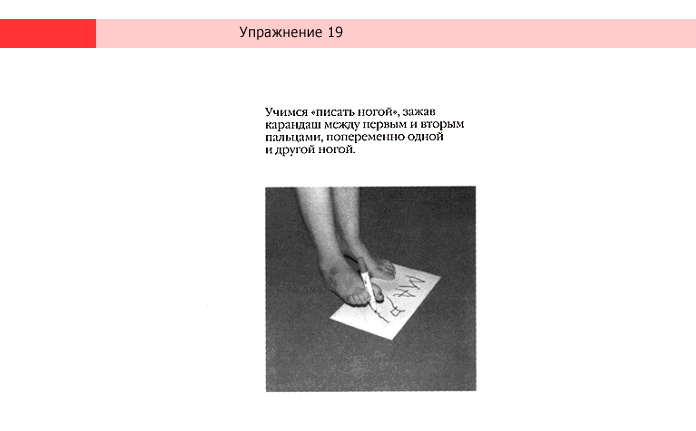 Упражнение 19
Учимся «писать ногой», зажав
карандаш между первым и вторым
пальцами, попеременно одной
и другой ногой.